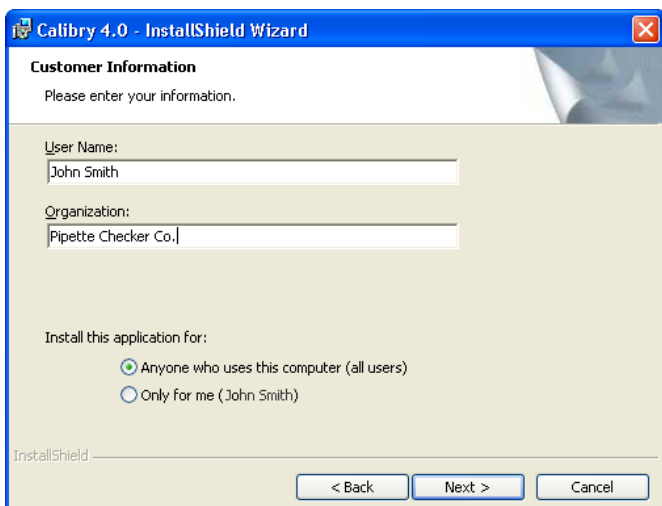 Calibry 4.0 - InstallShield Wizard
Customer Information
Please enter your information.
User Name:
John Smith
Organization:
Pipette Checker Co.
Install this application for:
Anyone who uses this computer (all users)
Only for me (John Smith)
InstallShield
< Back Next > Cancel